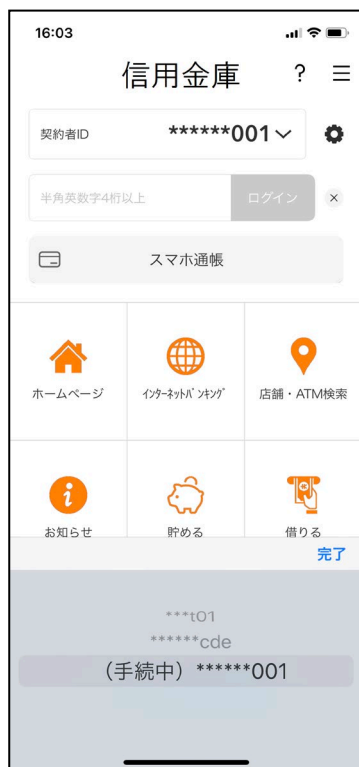 16:03
信用金庫 ?
契約者ID ******001
半角英数字4桁以上 ログイン ×
スマホ通帳
ホームページ インターネットバンキング 店舗・ATM検索
お知らせ 貯める 借りる
完了
***t01
******cde
(手続中) ******001